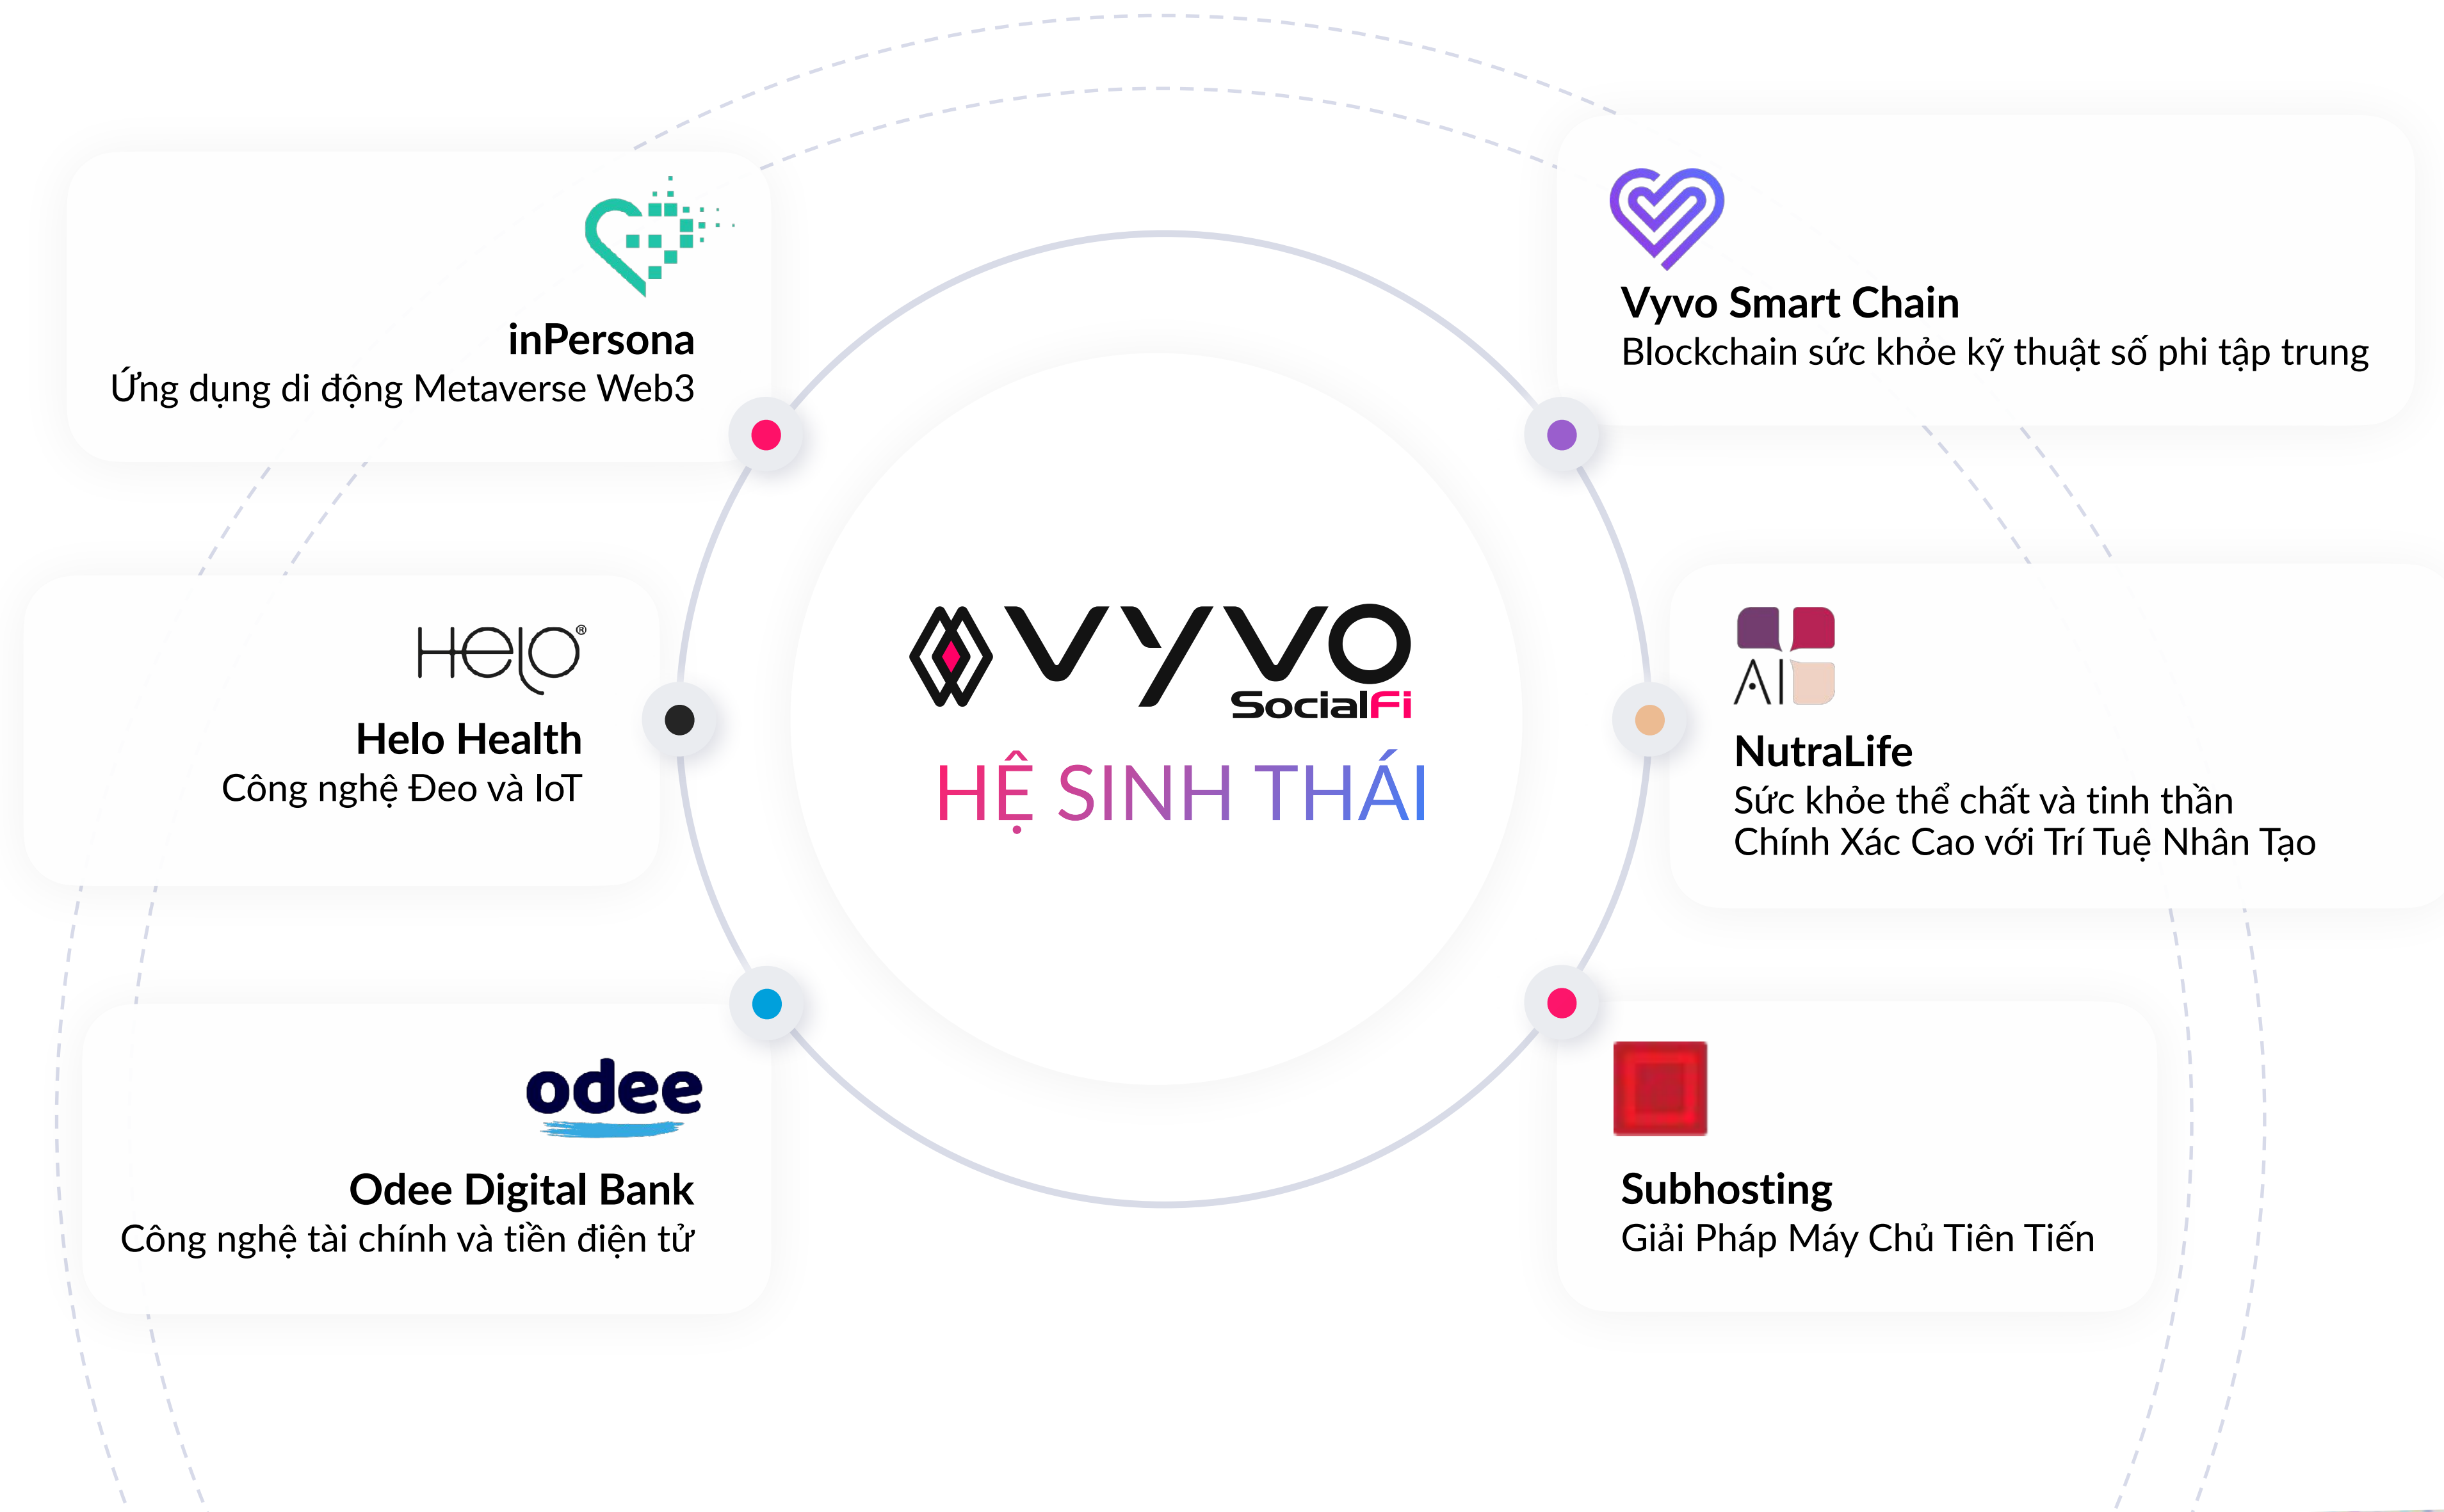 inPersona
Ứng dụng di động Metaverse Web3
Helo®
Helo Health
Công nghệ Đeo và IoT
odee
Odee Digital Bank
Công nghệ tài chính và tiền điện tử
VYVO
SocialFi
HỆ SINH THÁI
Vyvo Smart Chain
Blockchain sức khỏe kỹ thuật số phi tập trung
AI
NutraLife
Sức khỏe thể chất và tinh thần
Chính Xác Cao với Trí Tuệ Nhân Tạo
Subhosting
Giải Pháp Máy Chủ Tiên Tiến